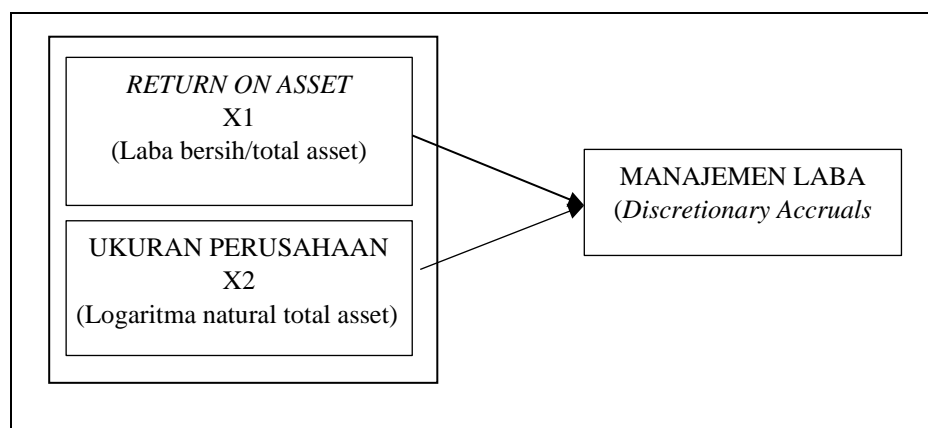 RETURN ON ASSET
X1
(Laba bersih/total asset)
UKURAN PERUSAHAAN
X2
(Logaritma natural total asset)
MANAJEMEN LABA
(Discretionary Accruals